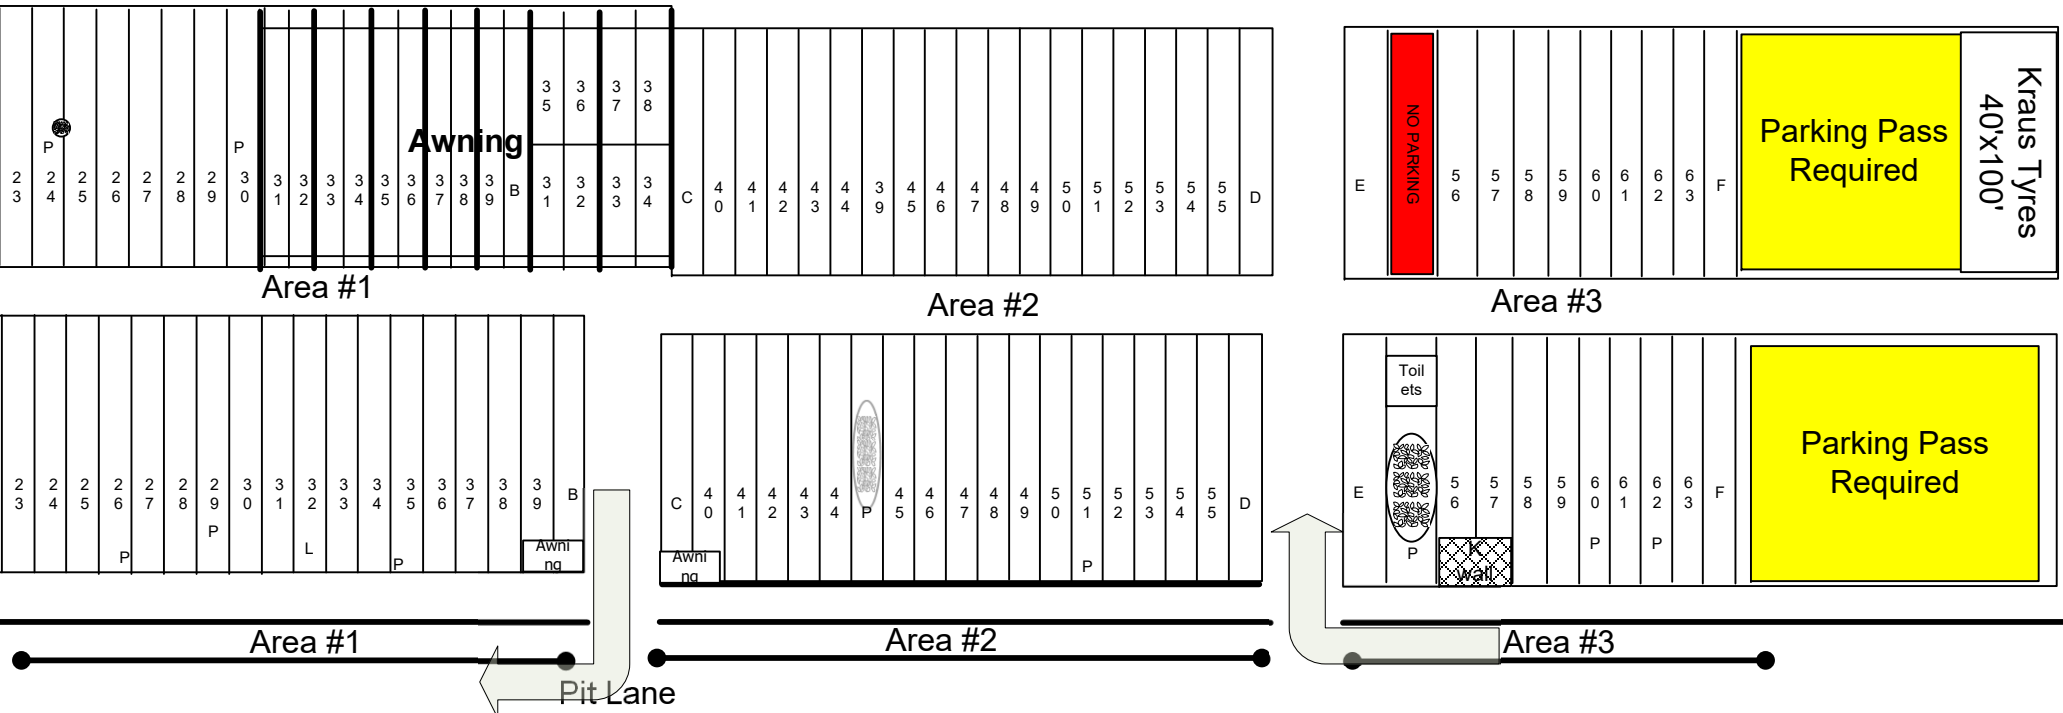 35 36 37 38
Awning
P P
23 24 25 26 27 28 29 30 31 32 33 34 35 36 37 38 39 B 31 32 33 34
C 40 41 42 43 44 39 45 46 47 48 49 50 51 52 53 54 55 D
E NO PARKING 56 57 58 59 60 61 62 63 F
Parking Pass
Required
Kraus Tyres
40'x100'
Area #1
Area #2
Area #3
23 24 25 26 27 28 29 30 31 32 33 34 35 36 37 38 39 B
P P L P
Awni
ng
C 40 41 42 43 44 P 45 46 47 48 49 50 51 52 53 54 55 D
P
Awni
ng
Toil
ets
E 56 57 58 59 60 61 62 63 F
P P P
K
wall
Parking Pass
Required
Area #1
Area #2
Area #3
Pit Lane